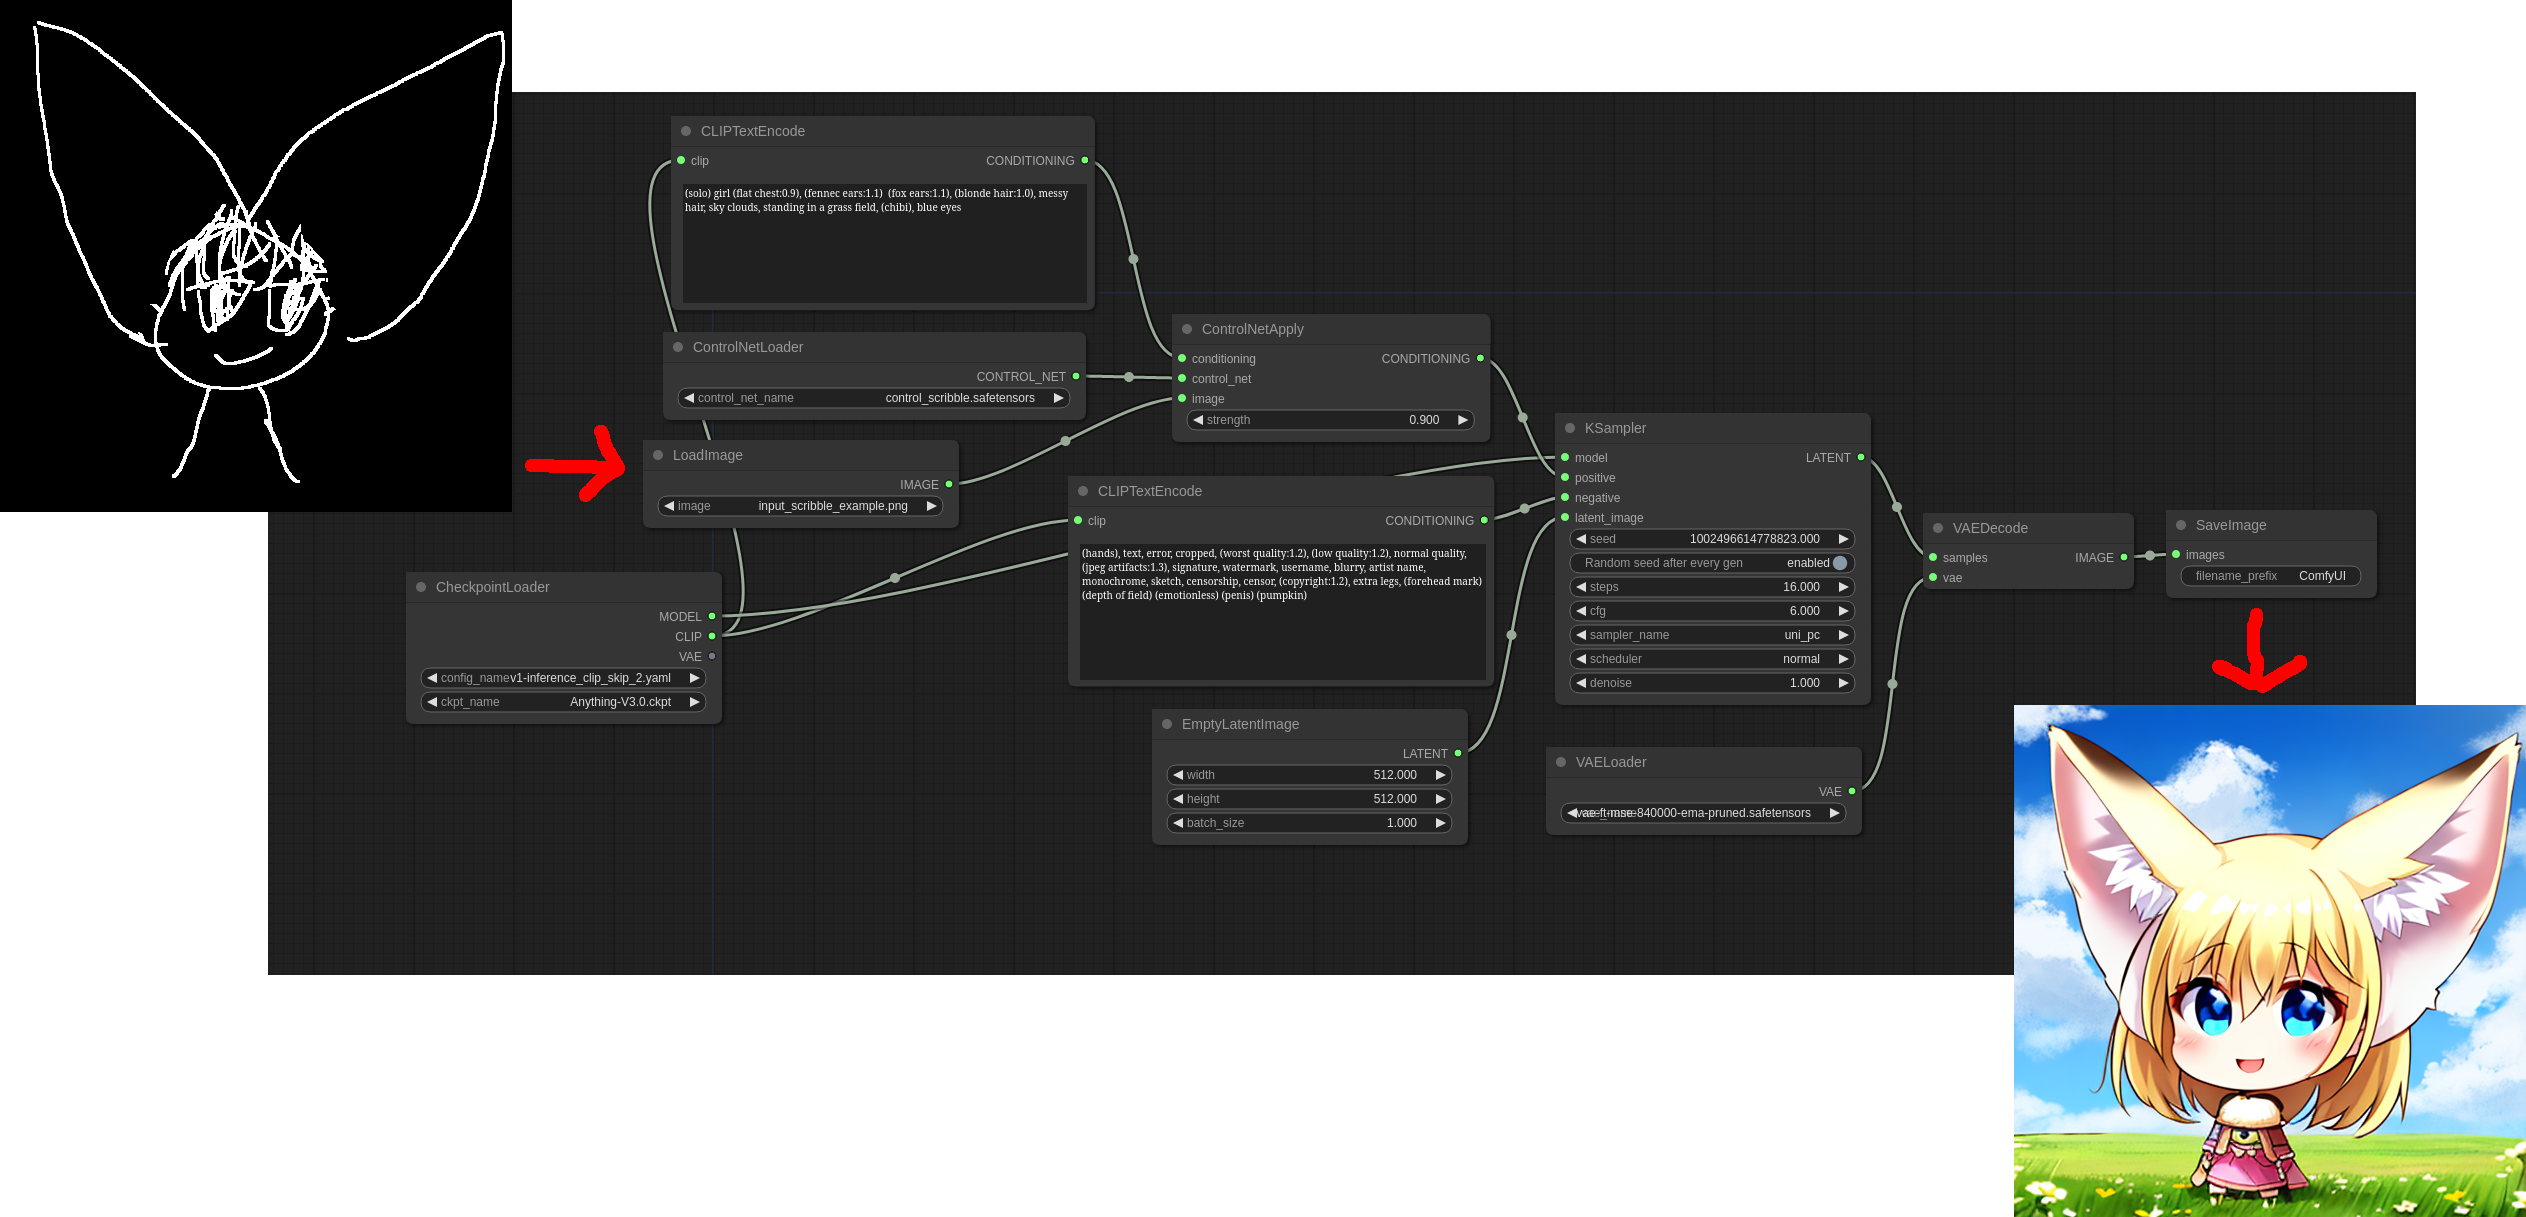 CLIPTextEncode
clip CONDITIONING
(solo) girl (flat chest:0.9), (fennec ears:1.1)  (fox ears:1.1), (blonde hair:1.0), messy
hair, sky clouds, standing in a grass field, (chibi), blue eyes
ControlNetLoader
CONTROL_NET
control_net_name control_scribble.safetensors
LoadImage
IMAGE
image input_scribble_example.png
CheckpointLoader
MODEL
CLIP
VAE
config_name v1-inference_clip_skip_2.yaml
ckpt_name Anything-V3.0.ckpt
ControlNetApply
conditioning CONDITIONING
control_net
image
strength 0.900
CLIPTextEncode
clip CONDITIONING
(hands), text, error, cropped, (worst quality:1.2), (low quality:1.2), normal quality,
(jpeg artifacts:1.3), signature, watermark, username, blurry, artist name,
monochrome, sketch, censorship, censor, (copyright:1.2), extra legs, (forehead mark)
(depth of field) (emotionless) (penis) (pumpkin)
EmptyLatentImage
LATENT
width 512.000
height 512.000
batch_size 1.000
KSampler
model LATENT
positive
negative
latent_image
seed 1002496614778823.000
Random seed after every gen enabled
steps 16.000
cfg 6.000
sampler_name uni_pc
scheduler normal
denoise 1.000
VAELoader
VAE
vae-ft-mse-840000-ema-pruned.safetensors
VAEDecode
samples IMAGE
vae
SaveImage
images
filename_prefix ComfyUI